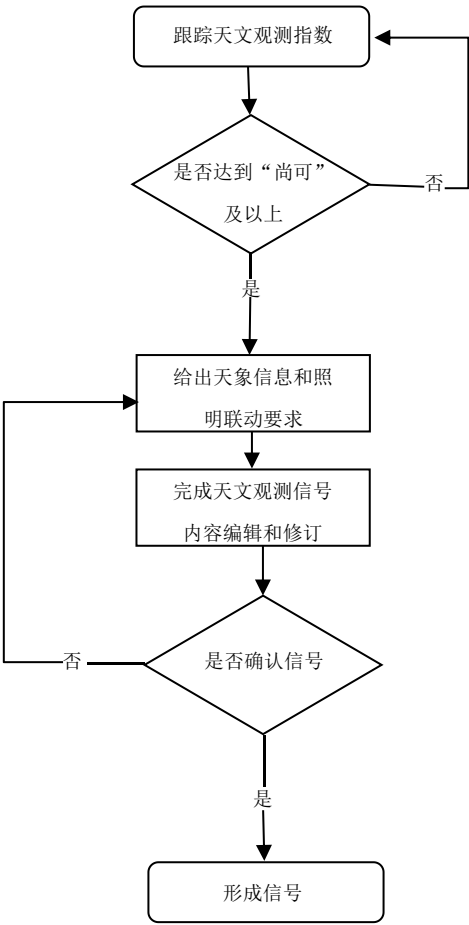 跟踪天文观测指数
是否达到“尚可”
及以上
否
是
给出天象信息和照
明联动要求
完成天文观测信号
内容编辑和修订
是否确认信号
否
是
形成信号